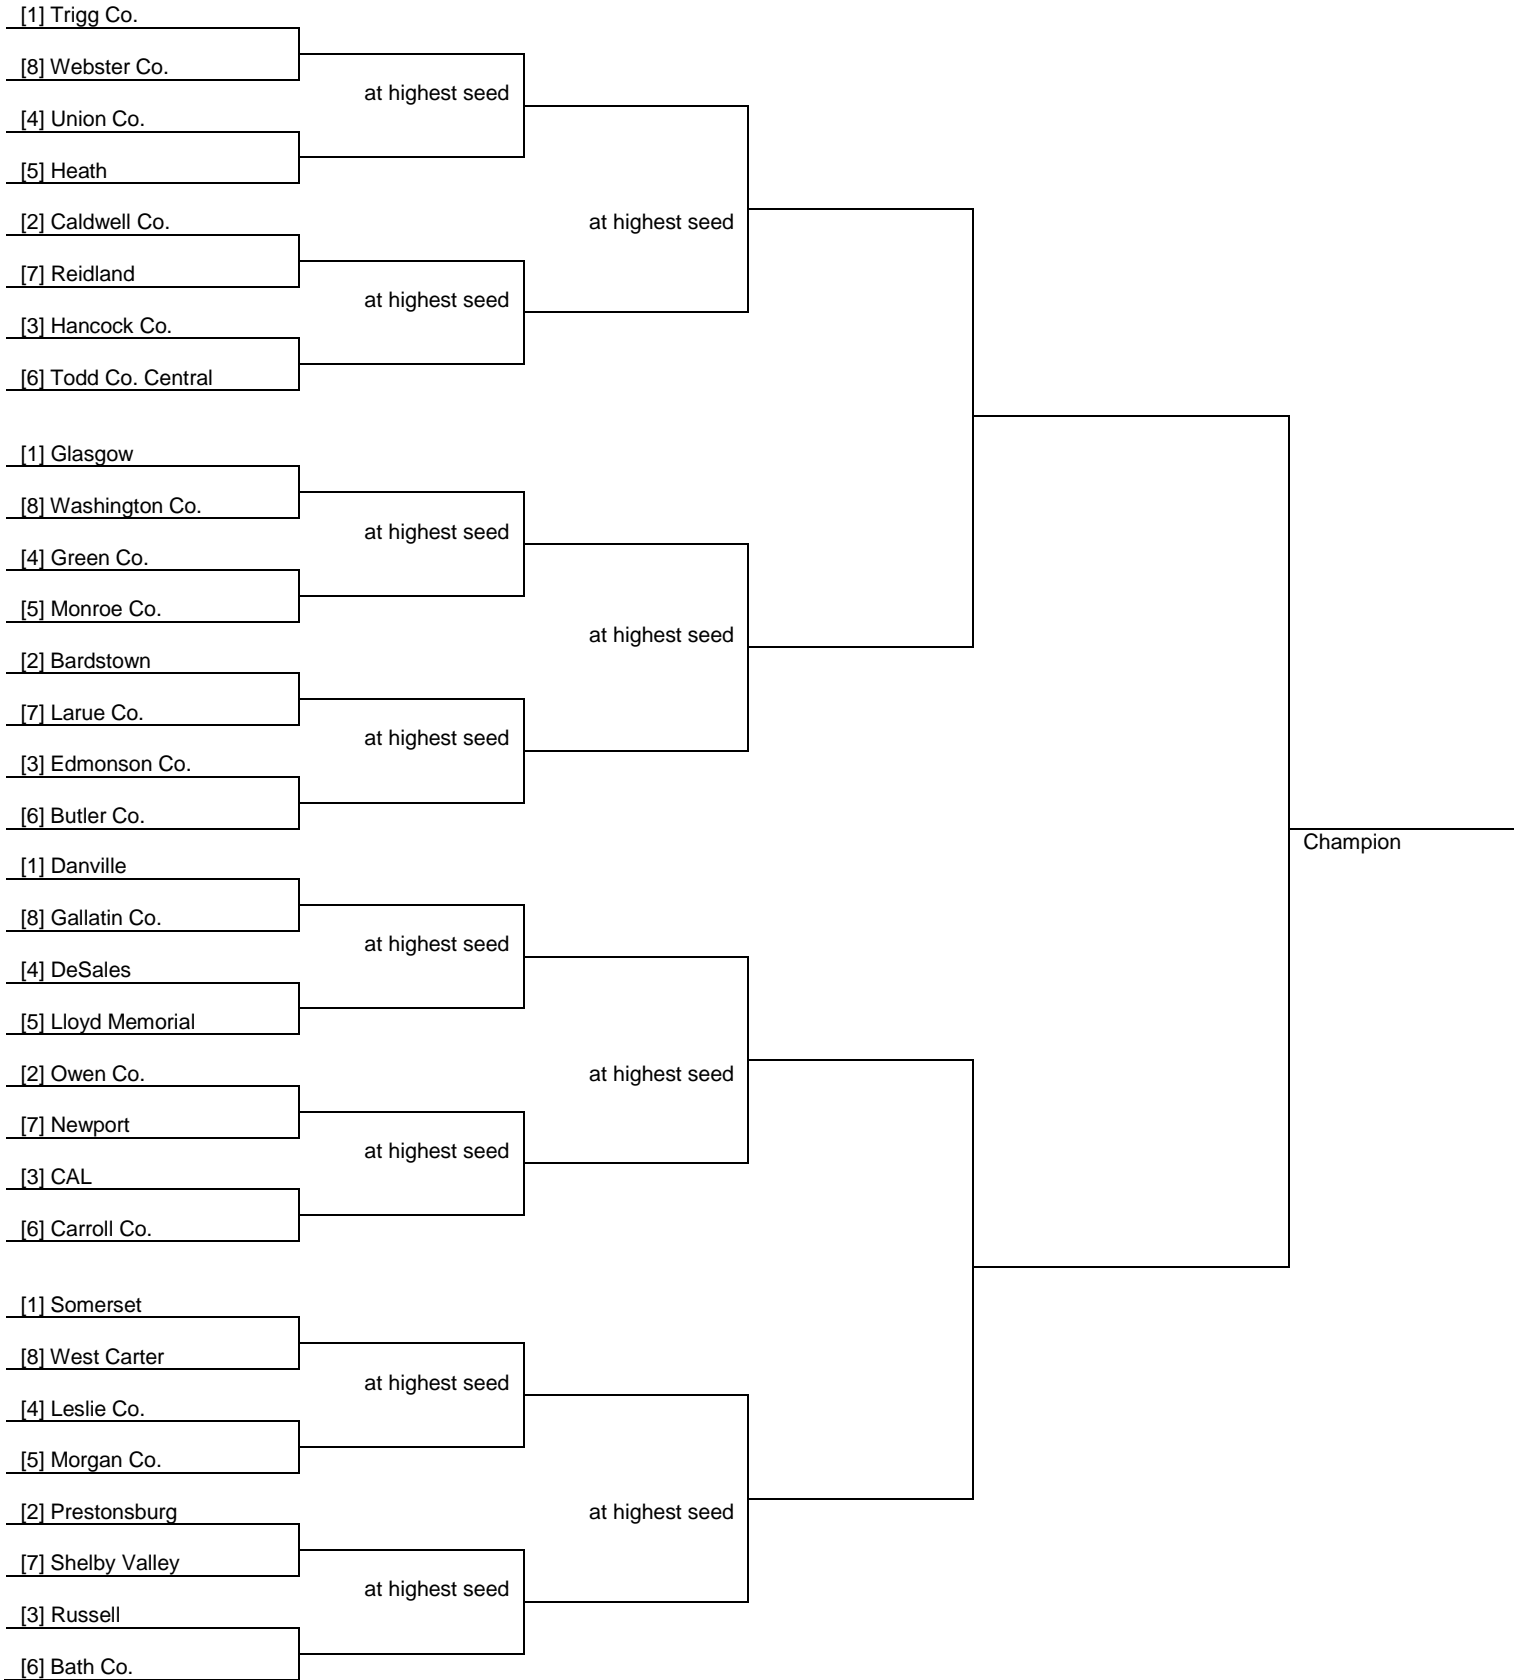 [1] Trigg Co.
[8] Webster Co.
at highest seed
[4] Union Co.
[5] Heath
[2] Caldwell Co.
at highest seed
[7] Reidland
at highest seed
[3] Hancock Co.
[6] Todd Co. Central
[1] Glasgow
[8] Washington Co.
at highest seed
[4] Green Co.
[5] Monroe Co.
at highest seed
[2] Bardstown
[7] Larue Co.
at highest seed
[3] Edmonson Co.
[6] Butler Co.
Champion
[1] Danville
[8] Gallatin Co.
at highest seed
[4] DeSales
[5] Lloyd Memorial
[2] Owen Co.
at highest seed
[7] Newport
at highest seed
[3] CAL
[6] Carroll Co.
[1] Somerset
[8] West Carter
at highest seed
[4] Leslie Co.
[5] Morgan Co.
[2] Prestonsburg
at highest seed
[7] Shelby Valley
at highest seed
[3] Russell
[6] Bath Co.